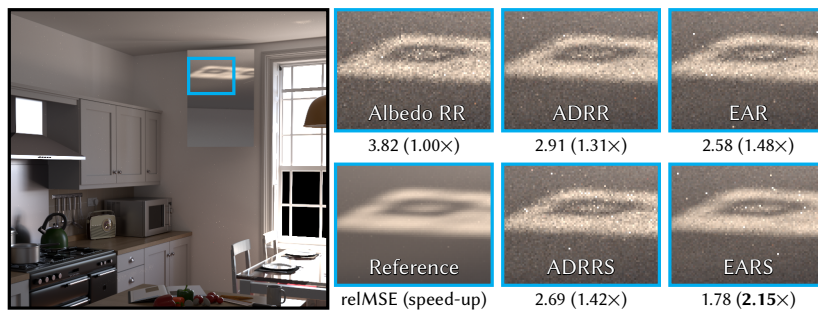 Albedo RR
ADRR
EAR
3.82 (1.00×)
2.91 (1.31×)
2.58 (1.48×)
Reference
ADRRS
EARS
relMSE (speed-up)
2.69 (1.42×)
1.78 (2.15×)